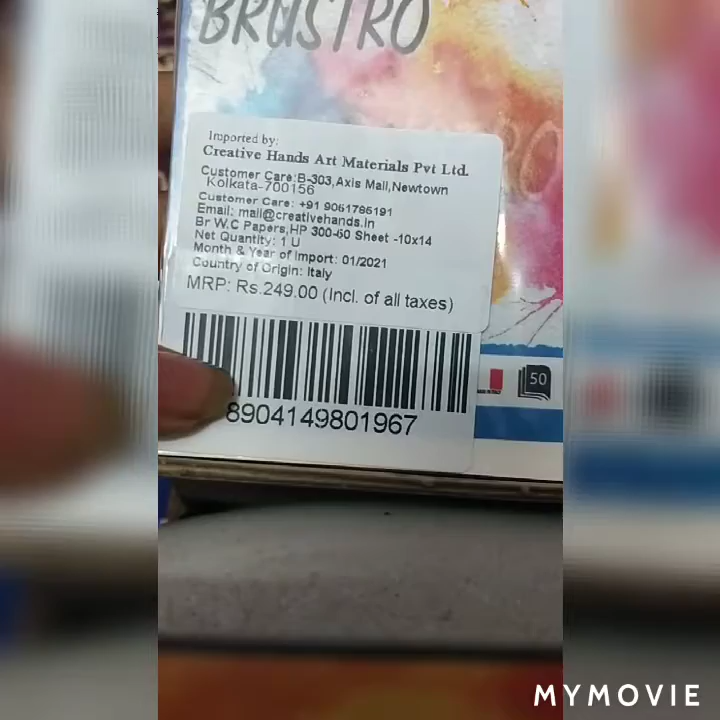 BRUSTRO
Imported by:
Creative Hands Art Materials Pvt Ltd.
Customer Care:B-303,Axis Mall,Newtown
Kolkata-700156
Customer Care: +91 9051785191
Email: mail@creativehands.in
Br W.C Papers,HP 300-60 Sheet -10x14
Net Quantity: 1 U
Month & Year of Import: 01/2021
Country of Origin: Italy
MRP: Rs.249.00 (Incl. of all taxes)
50
8904149801967
MYMOVIE